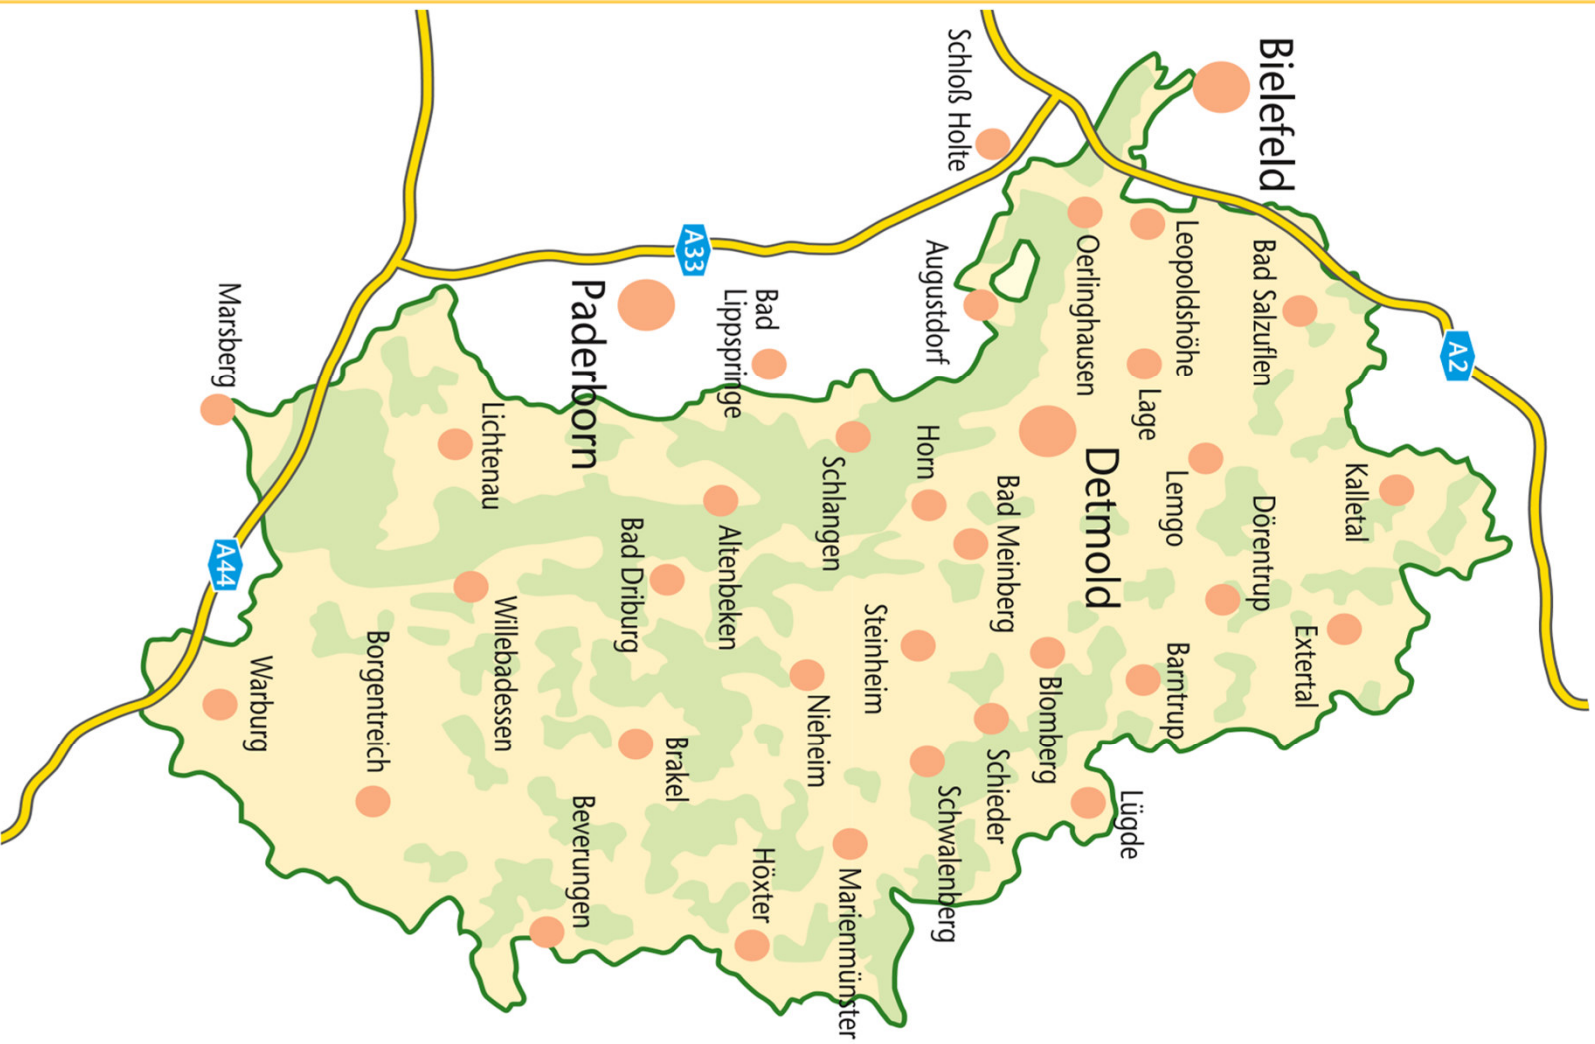 Bielefeld
A2
Bad Salzuflen
Kalletal
Extertal
Leopoldshöhe
Lage
Lemgo
Dörentrup
Barntrup
Lügde
Oerlinghausen
Detmold
Blomberg
Schloß Holte
Augustdorf
Horn
Bad Meinberg
Schieder
Schwalenberg
Steinheim
Schlangen
Nieheim
Marienmünster
Bad
Lippspringe
A33
Altenbeken
Höxter
Paderborn
Bad Driburg
Brakel
Beverungen
Lichtenau
Willebadessen
Borgentreich
Marsberg
A44
Warburg